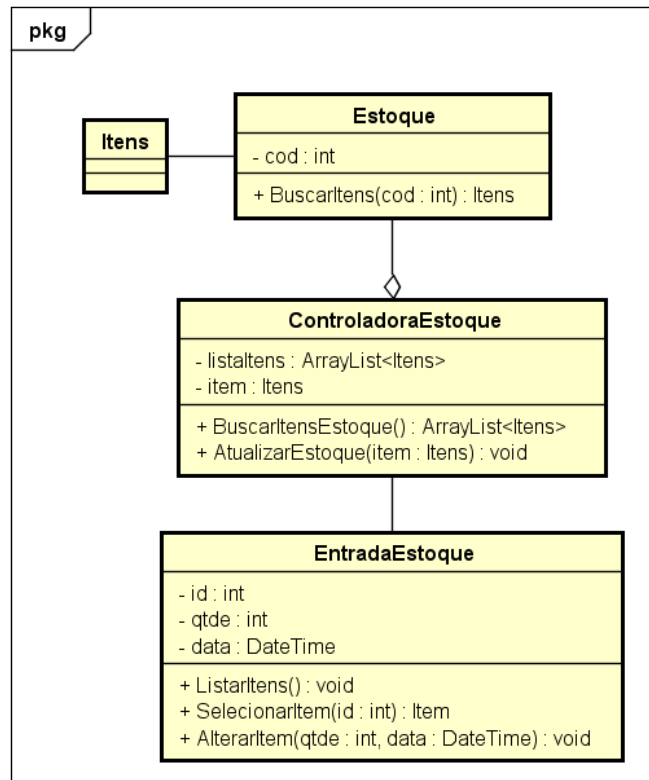 pkg
Itens
Estoque
- cod : int
+ BuscarItens(cod : int) : Itens
ControladoraEstoque
- listaItens : ArrayList<Itens>
- item : Itens
+ BuscarItensEstoque() : ArrayList<Itens>
+ AtualizarEstoque(item : Itens) : void
EntradaEstoque
- id : int
- qtde : int
- data : DateTime
+ ListarItens() : void
+ SelecionarItem(id : int) : Item
+ AlterarItem(qtde : int, data : DateTime) : void